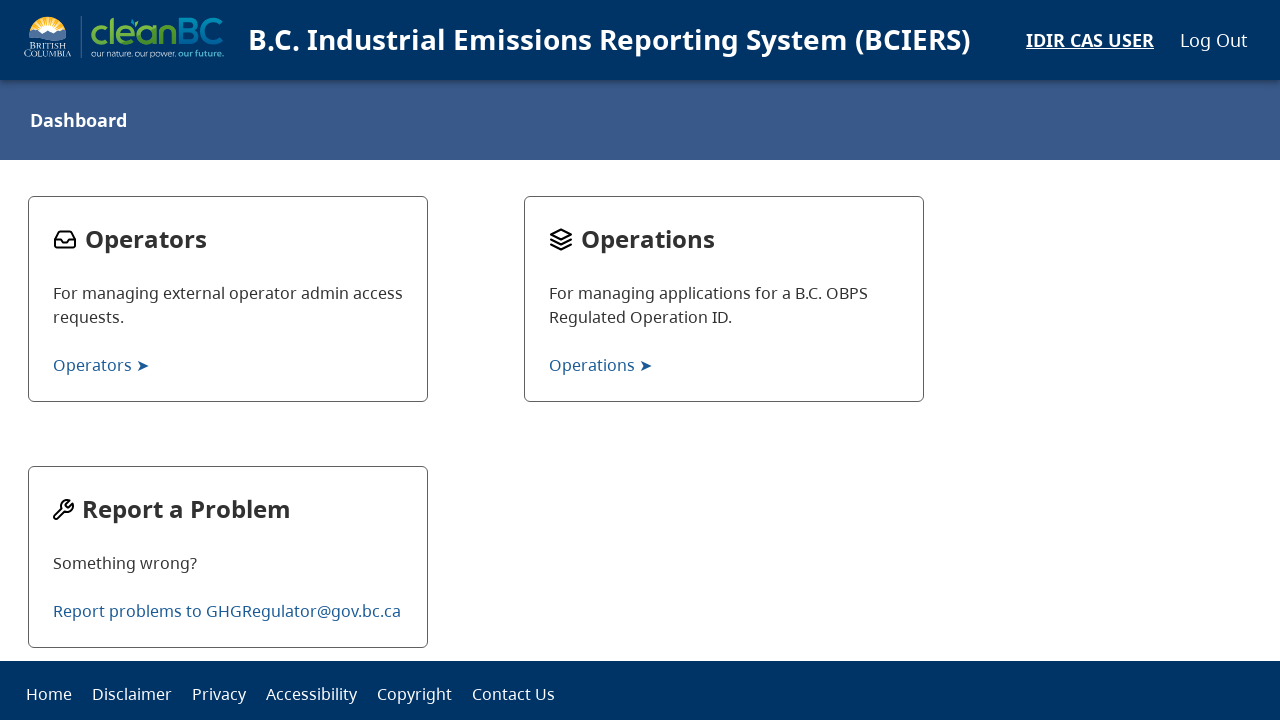 BRITISH
COLUMBIA
cleanBC
our nature. our power. our future.
B.C. Industrial Emissions Reporting System (BCIERS)
IDIR CAS USER
Log Out
Dashboard
Operators
For managing external operator admin access
requests.
Operators ➤
Operations
For managing applications for a B.C. OBPS
Regulated Operation ID.
Operations ➤
Report a Problem
Something wrong?
Report problems to GHGRegulator@gov.bc.ca
Home
Disclaimer
Privacy
Accessibility
Copyright
Contact Us